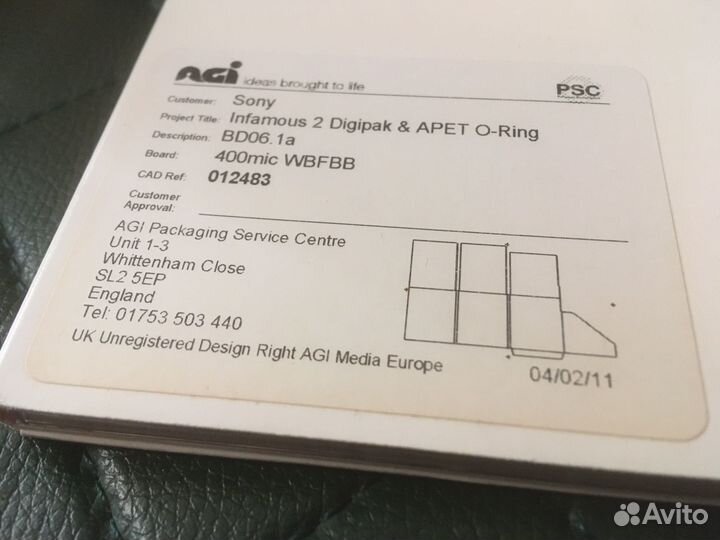 AGI ideas brought to life
PSC
Customer: Sony
Project Title: Infamous 2 Digipak & APET O-Ring
Description: BD06.1a
Board: 400mic WBFBB
CAD Ref: 012483
Customer
Approval:
AGI Packaging Service Centre
Unit 1-3
Whittenham Close
SL2 5EP
England
Tel: 01753 503 440
UK Unregistered Design Right AGI Media Europe
04/02/11
Avito